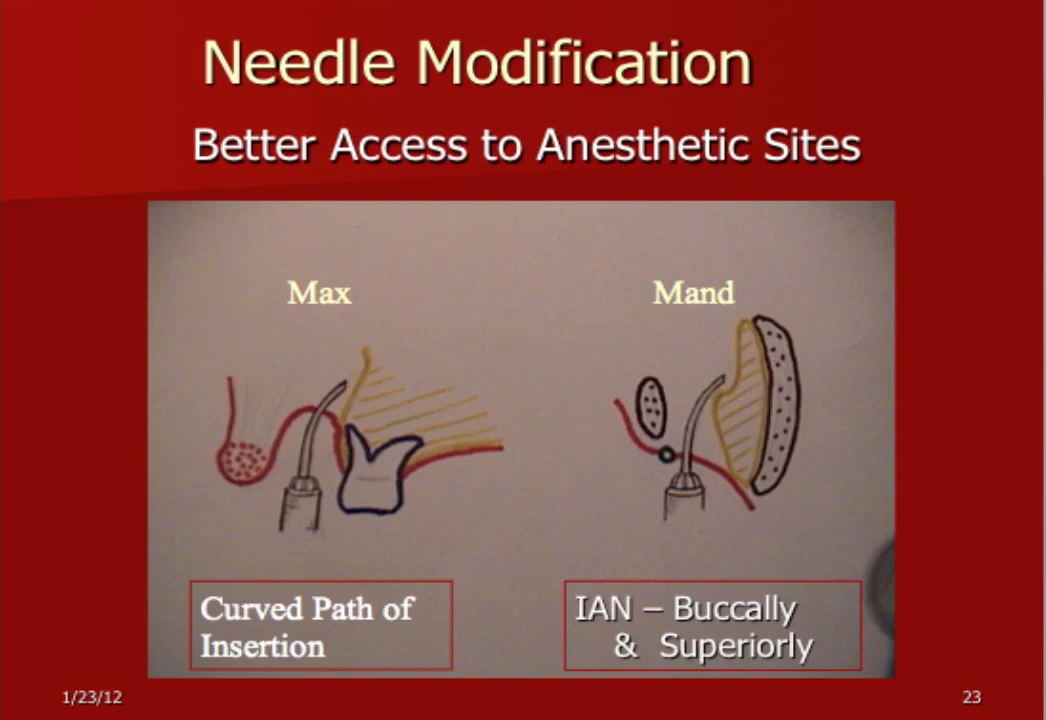 Needle Modification
Better Access to Anesthetic Sites
Max
Mand
Curved Path of
Insertion
IAN – Buccally
& Superiorly
1/23/12
23